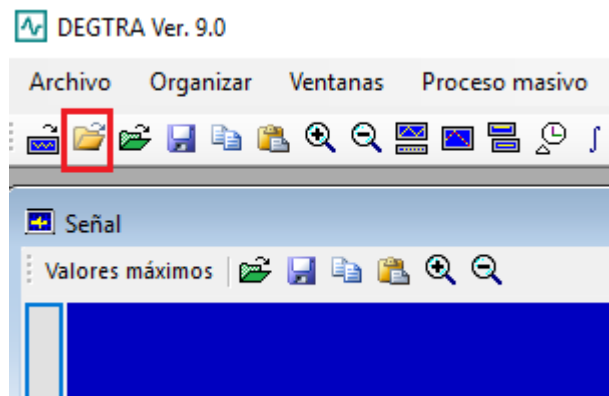 DEGTRA Ver. 9.0
Archivo Organizar Ventanas Proceso masivo
Señal
Valores máximos